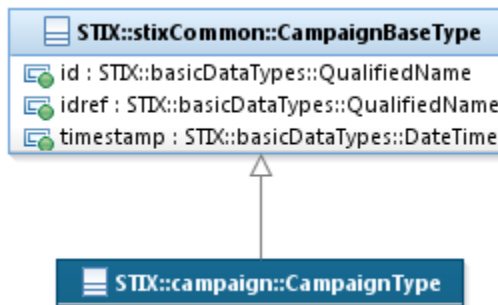 STIX::stixCommon::CampaignBaseType
id : STIX::basicDataTypes::QualifiedName
idref : STIX::basicDataTypes::QualifiedName
timestamp : STIX::basicDataTypes::DateTime
STIX::campaign::CampaignType